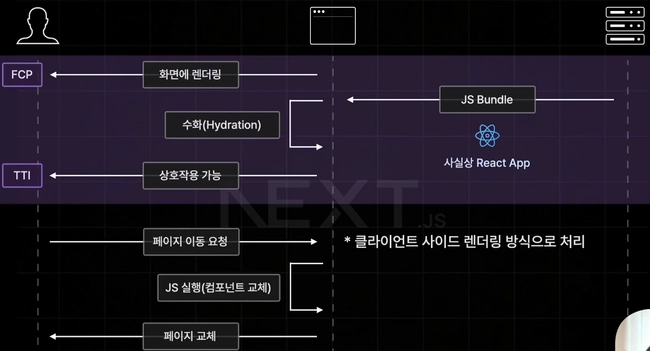 FCP
화면에 렌더링
JS Bundle
수화(Hydration)
사실상 React App
TTI
상호작용 가능
NEXT.JS
페이지 이동 요청
* 클라이언트 사이드 렌더링 방식으로 처리
JS 실행(컴포넌트 교체)
페이지 교체